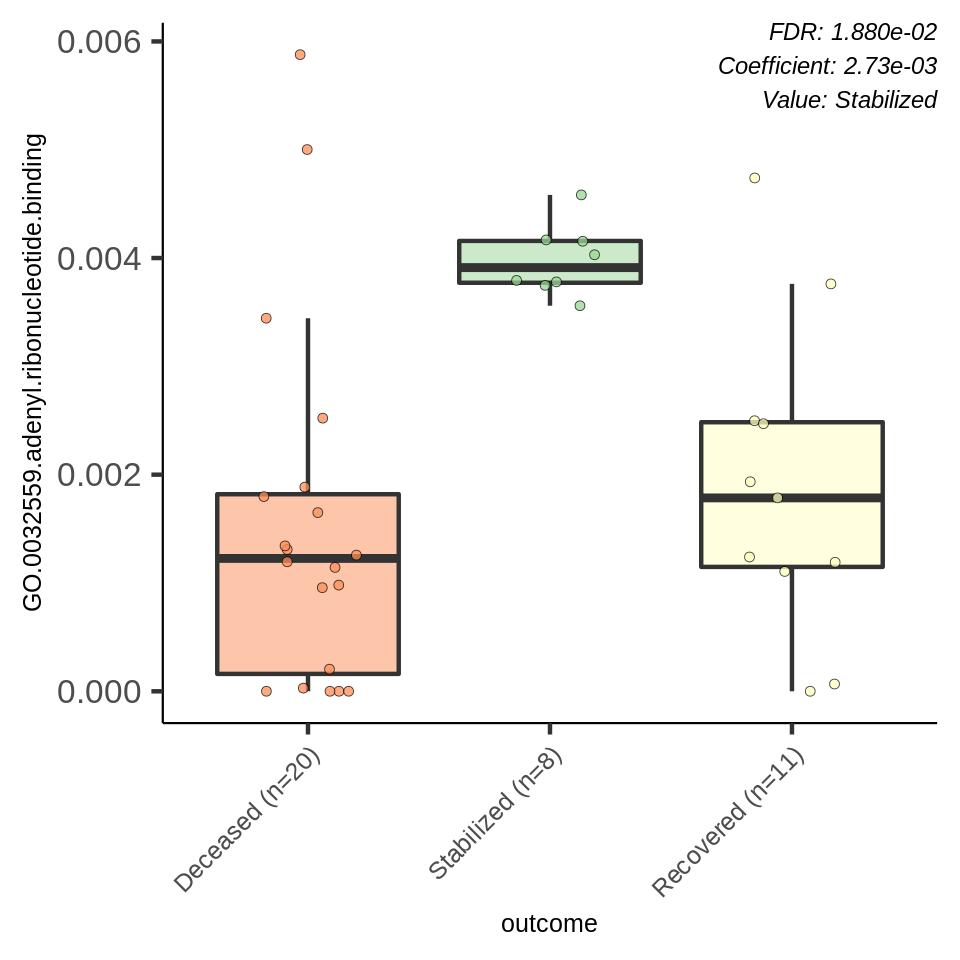 FDR: 1.880e-02
Coefficient: 2.73e-03
Value: Stabilized
GO.0032559.adenyl.ribonucleotide.binding
0.006
0.004
0.002
0.000
Deceased (n=20)
Stabilized (n=8)
Recovered (n=11)
outcome